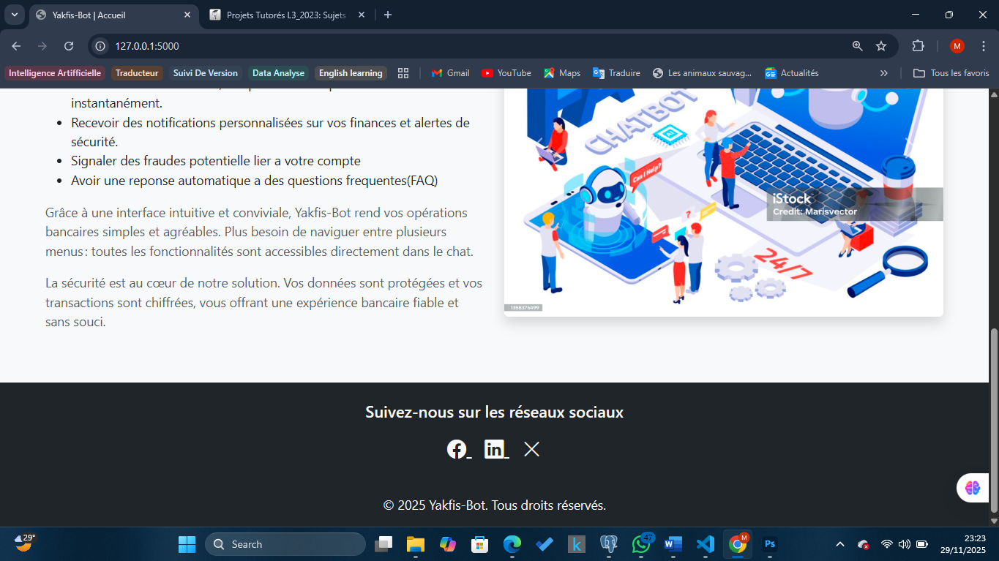 Yakfis-Bot | Accueil
Projets Tutorés L3_2023: Sujets
127.0.0.1:5000
M
Intelligence Artifficielle
Traducteur
Suivi De Version
Data Analyse
English learning
Gmail
YouTube
Maps
Traduire
Les animaux sauvag...
Actualités
Tous les favoris
instantanément.
Recevoir des notifications personnalisées sur vos finances et alertes de
sécurité.
Signaler des fraudes potentielle lier a votre compte
Avoir une reponse automatique a des questions frequentes(FAQ)
Grâce à une interface intuitive et conviviale, Yakfis-Bot rend vos opérations
bancaires simples et agréables. Plus besoin de naviguer entre plusieurs
menus : toutes les fonctionnalités sont accessibles directement dans le chat.
La sécurité est au cœur de notre solution. Vos données sont protégées et vos
transactions sont chiffrées, vous offrant une expérience bancaire fiable et
sans souci.
CHATBOT
Can I Help?
?
iStock
Credit: Marisvector
24/7
1358376499
Suivez-nous sur les réseaux sociaux
© 2025 Yakfis-Bot. Tous droits réservés.
29°
Search
47
M
Ps
23:23
29/11/2025